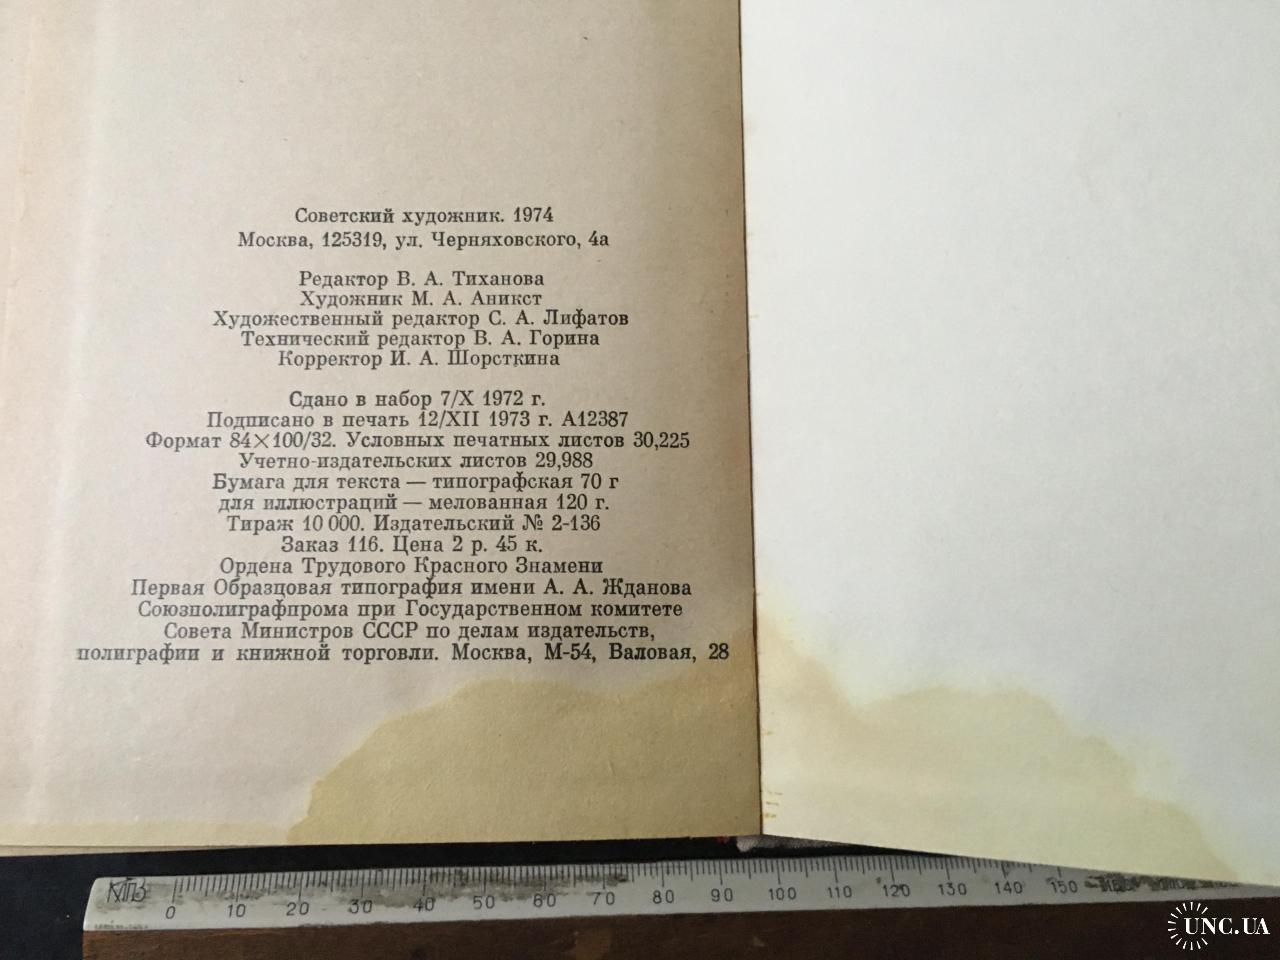 Советский художник. 1974
Москва, 125319, ул. Черняховского, 4а
Редактор В. А. Тиханова
Художник М. А. Аникст
Художественный редактор С. А. Лифатов
Технический редактор В. А. Горина
Корректор И. А. Шорсткина
Сдано в набор 7/X 1972 г.
Подписано в печать 12/XII 1973 г. А12387
Формат 84×100/32. Условных печатных листов 30,225
Учетно-издательских листов 29,988
Бумага для текста — типографская 70 г
для иллюстраций — мелованная 120 г.
Тираж 10 000. Издательский № 2-136
Заказ 116. Цена 2 р. 45 к.
Ордена Трудового Красного Знамени
Первая Образцовая типография имени А. А. Жданова
Союзполиграфпрома при Государственном комитете
Совета Министров СССР по делам издательств,
полиграфии и книжной торговли. Москва, М-54, Валовая, 28
0 10 20 30 40 50 60 70 80 90 100 110 120 130 140 150
UNC.UA